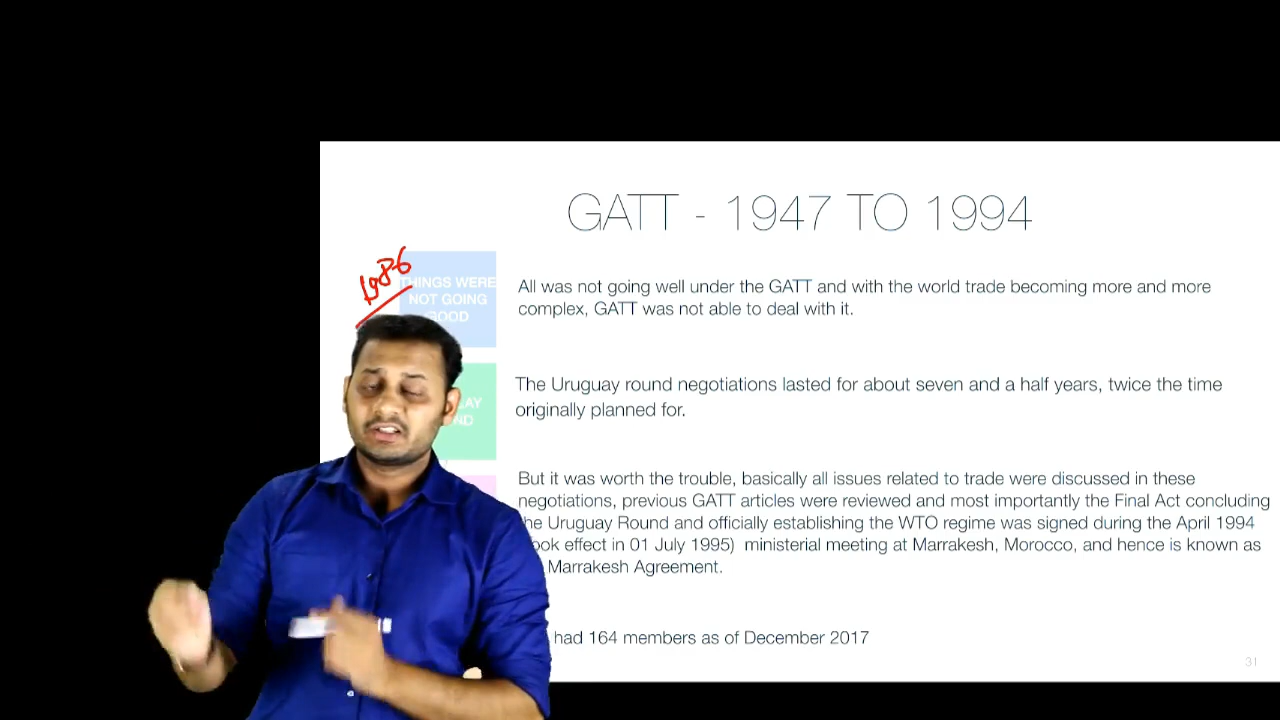 GATT - 1947 TO 1994
1986
THINGS WERE
NOT GOING
GOOD
All was not going well under the GATT and with the world trade becoming more and more
complex, GATT was not able to deal with it.
The Uruguay round negotiations lasted for about seven and a half years, twice the time
originally planned for.
But it was worth the trouble, basically all issues related to trade were discussed in these
negotiations, previous GATT articles were reviewed and most importantly the Final Act concluding
he Uruguay Round and officially establishing the WTO regime was signed during the April 1994
ook effect in 01 July 1995) ministerial meeting at Marrakesh, Morocco, and hence is known as
Marrakesh Agreement.
had 164 members as of December 2017
31